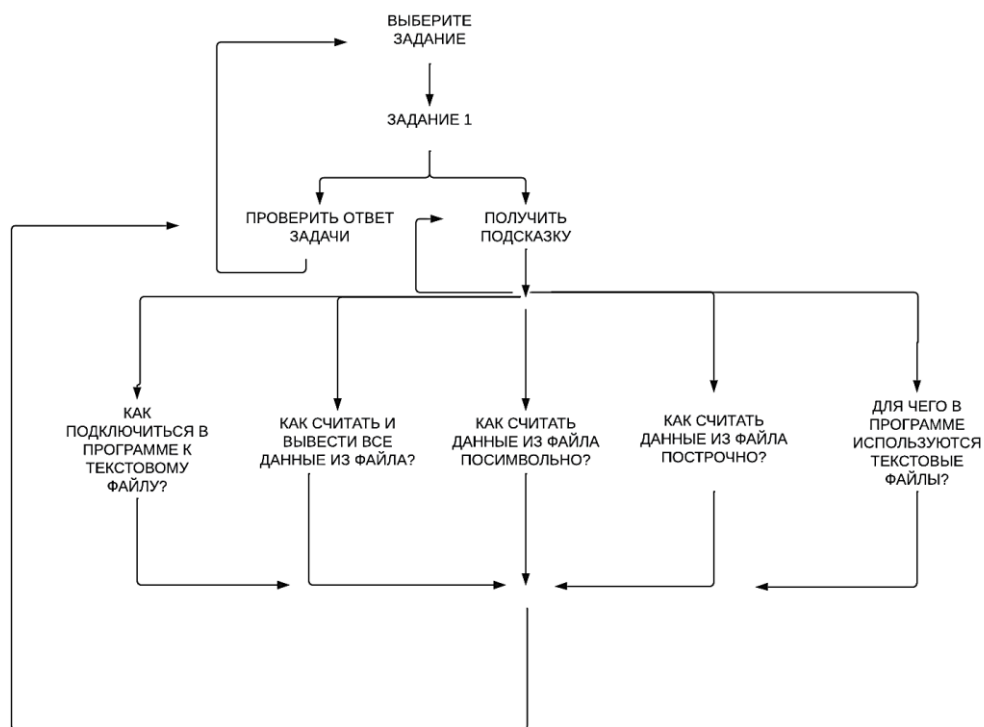 ВЫБЕРИТЕ
ЗАДАНИЕ
ЗАДАНИЕ 1
ПРОВЕРИТЬ ОТВЕТ
ЗАДАЧИ
ПОЛУЧИТЬ
ПОДСКАЗКУ
КАК
ПОДКЛЮЧИТЬСЯ В
ПРОГРАММЕ К
ТЕКСТОВОМУ
ФАЙЛУ?
КАК СЧИТАТЬ И
ВЫВЕСТИ ВСЕ
ДАННЫЕ ИЗ ФАЙЛА?
КАК СЧИТАТЬ
ДАННЫЕ ИЗ ФАЙЛА
ПОСИМВОЛЬНО?
КАК СЧИТАТЬ
ДАННЫЕ ИЗ ФАЙЛА
ПОСТРОЧНО?
ДЛЯ ЧЕГО В
ПРОГРАММЕ
ИСПОЛЬЗУЮТСЯ
ТЕКСТОВЫЕ
ФАЙЛЫ?